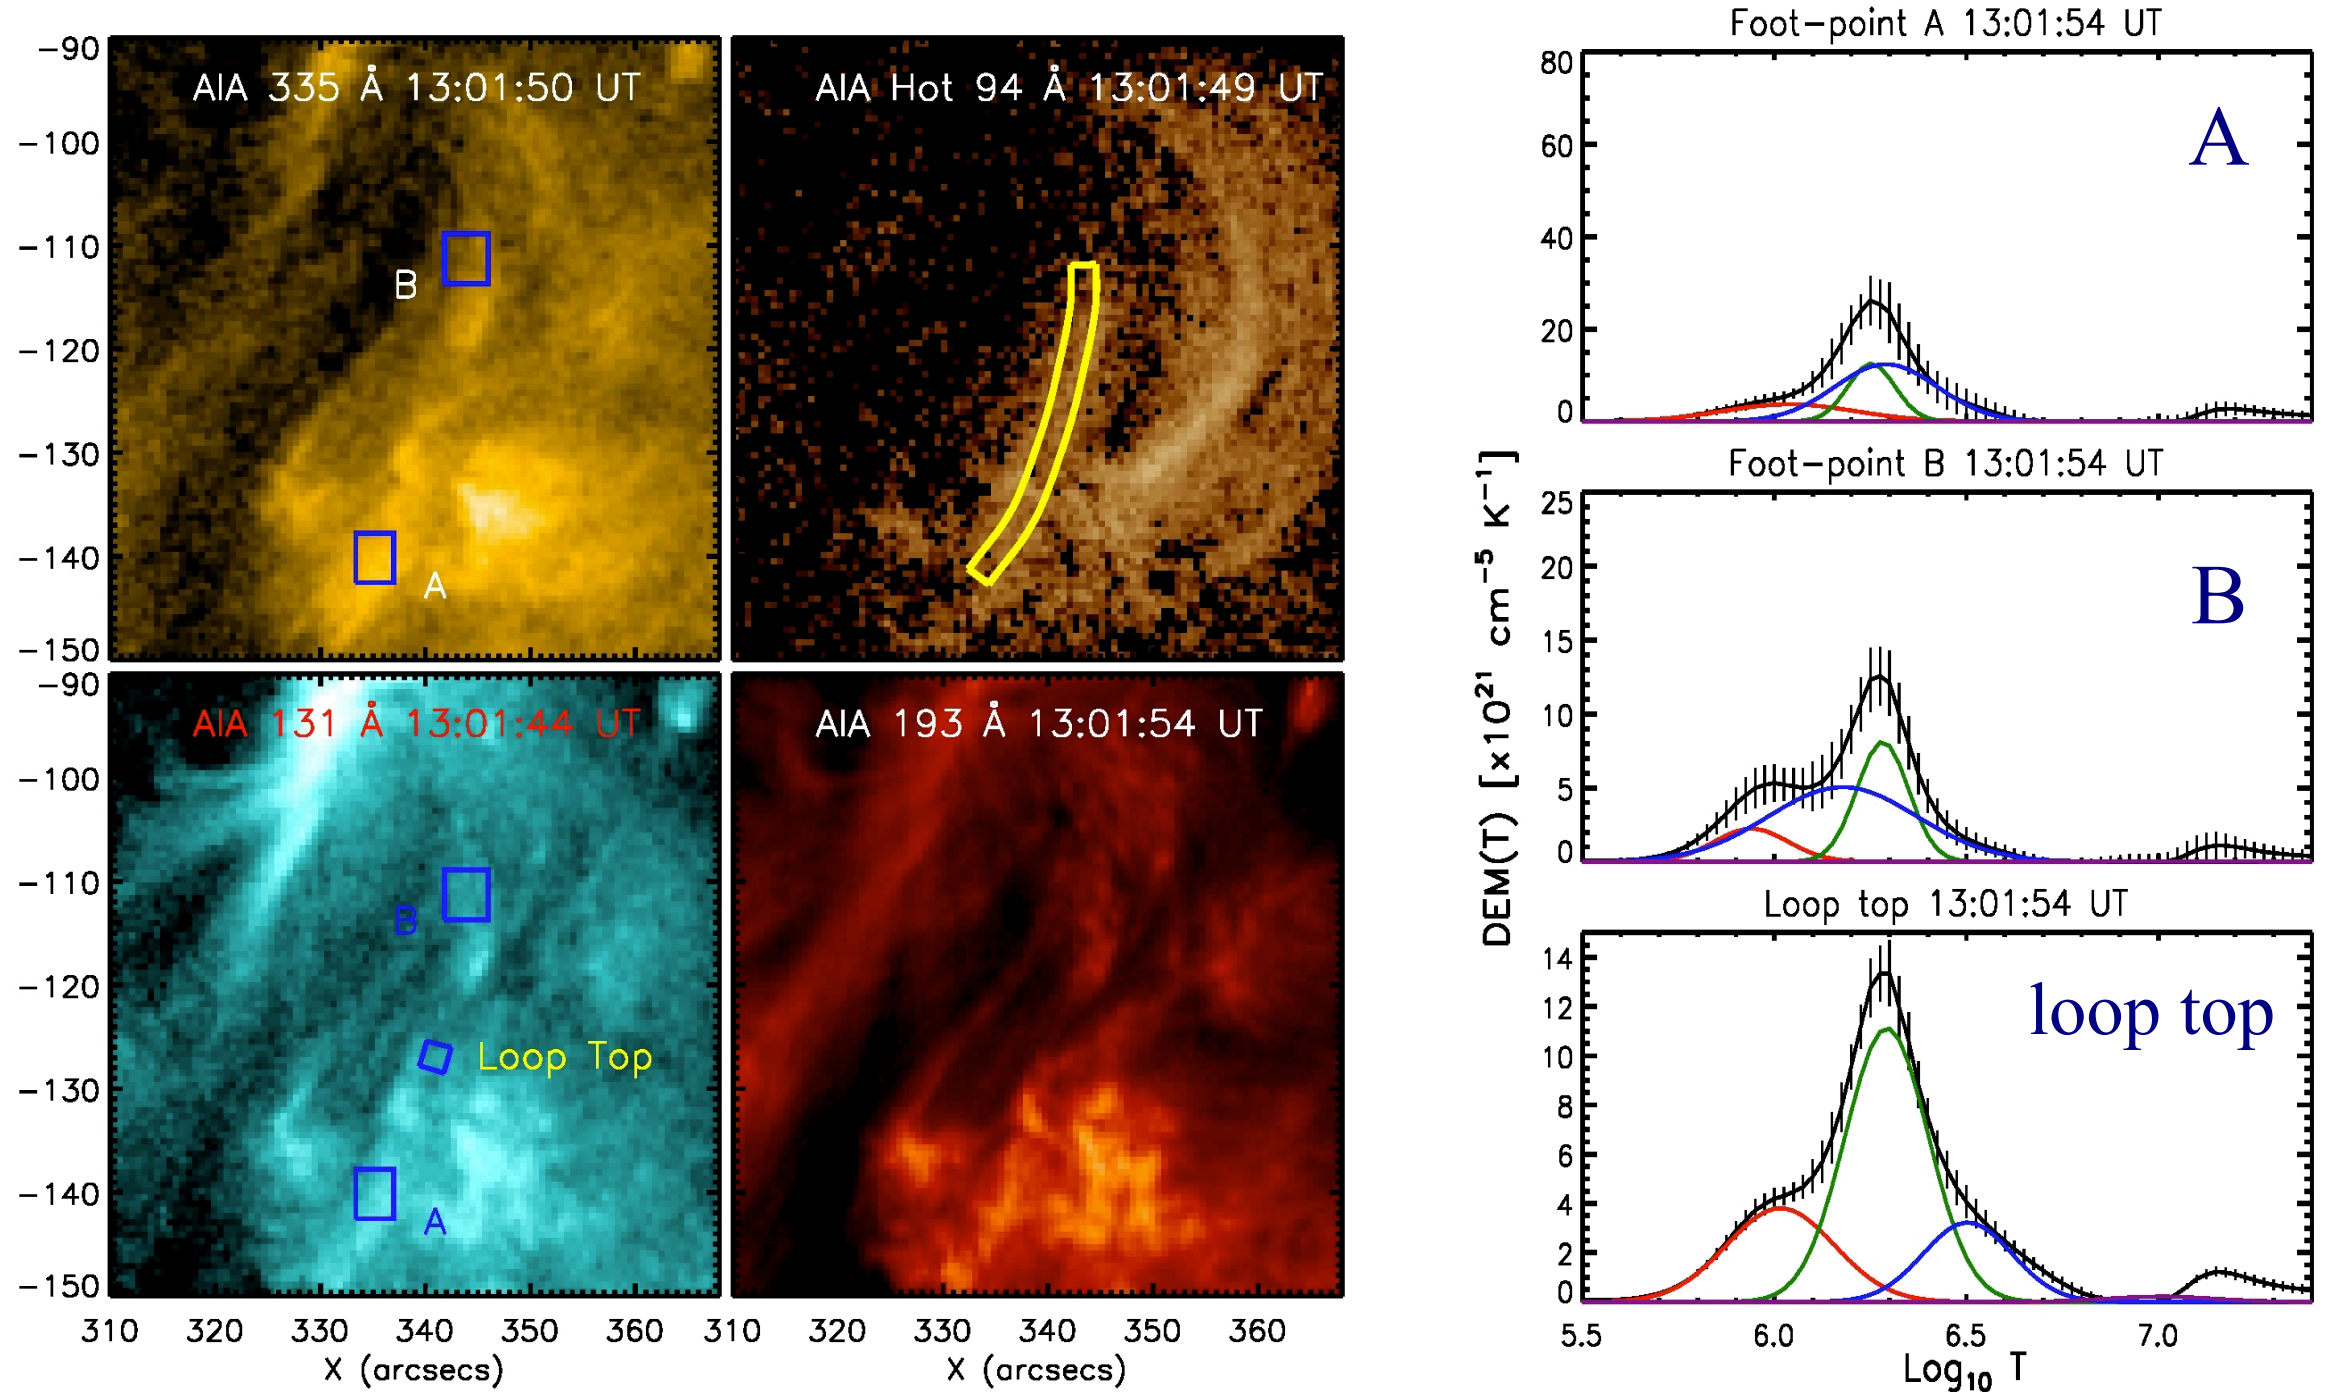 AIA 335 Å 13:01:50 UT
AIA Hot 94 Å 13:01:49 UT
−90
−100
−110
−120
−130
−140
−150
B
A
AIA 131 Å 13:01:44 UT
AIA 193 Å 13:01:54 UT
−90
−100
−110
−120
−130
−140
−150
B
Loop Top
A
310 320 330 340 350 360
310 320 330 340 350 360
X (arcsecs)
X (arcsecs)
Foot−point A 13:01:54 UT
80
60
40
20
0
A
Foot−point B 13:01:54 UT
25
20
15
10
5
0
B
DEM(T) [x10²¹ cm⁻⁵ K⁻¹]
Loop top 13:01:54 UT
14
12
10
8
6
4
2
0
loop top
5.5 6.0 6.5 7.0
Log₁₀ T